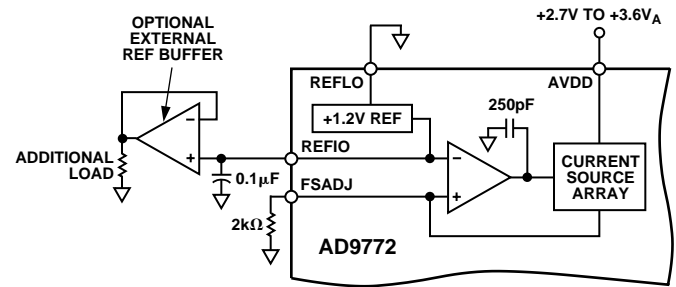 OPTIONAL
EXTERNAL
REF BUFFER
+2.7V TO +3.6VA
REFLO
AVDD
250pF
+1.2V REF
–
+
REFIO
–
+
CURRENT
SOURCE
ARRAY
ADDITIONAL
LOAD
0.1μF
FSADJ
2kΩ
AD9772